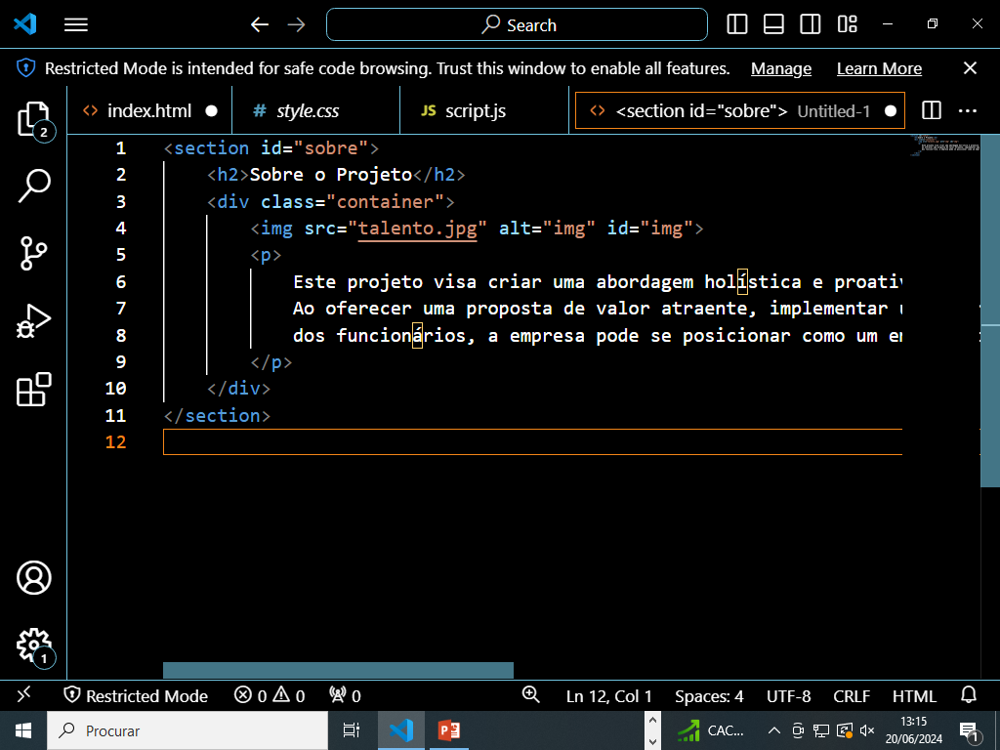 Search
Restricted Mode is intended for safe code browsing. Trust this window to enable all features. Manage Learn More
index.html # style.css JS script.js <section id="sobre"> Untitled-1
2
1 <section id="sobre">
2 <h2>Sobre o Projeto</h2>
3 <div class="container">
4 <img src="talento.jpg" alt="img" id="img">
5 <p>
6 Este projeto visa criar uma abordagem holística e proativ
7 Ao oferecer uma proposta de valor atraente, implementar u
8 dos funcionários, a empresa pode se posicionar como um em
9 </p>
10 </div>
11 </section>
12
1
Restricted Mode 0 0 0 Ln 12, Col 1 Spaces: 4 UTF-8 CRLF HTML
Procurar CAC... 13:15
20/06/2024 1